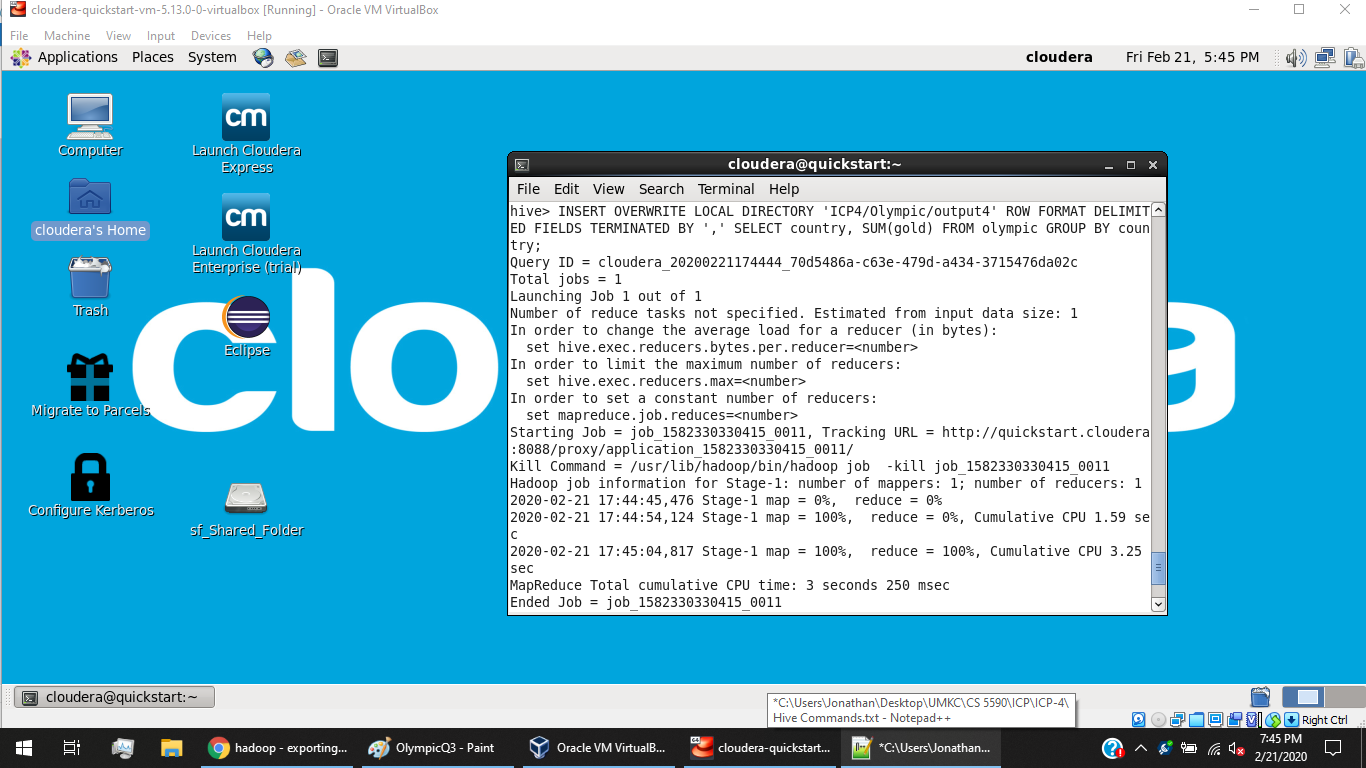 cloudera-quickstart-vm-5.13.0-0-virtualbox [Running] - Oracle VM VirtualBox
File Machine View Input Devices Help
Applications Places System
cloudera Fri Feb 21, 5:45 PM
Computer
cm
Launch Cloudera
Express
cloudera's Home
cm
Launch Cloudera
Enterprise (trial)
Trash
Eclipse
Migrate to Parcels
Configure Kerberos
sf_Shared_Folder
clo
a
cloudera@quickstart:~
File Edit View Search Terminal Help
hive> INSERT OVERWRITE LOCAL DIRECTORY 'ICP4/Olympic/output4' ROW FORMAT DELIMIT
ED FIELDS TERMINATED BY ',' SELECT country, SUM(gold) FROM olympic GROUP BY coun
try;
Query ID = cloudera_20200221174444_70d5486a-c63e-479d-a434-3715476da02c
Total jobs = 1
Launching Job 1 out of 1
Number of reduce tasks not specified. Estimated from input data size: 1
In order to change the average load for a reducer (in bytes):
  set hive.exec.reducers.bytes.per.reducer=<number>
In order to limit the maximum number of reducers:
  set hive.exec.reducers.max=<number>
In order to set a constant number of reducers:
  set mapreduce.job.reduces=<number>
Starting Job = job_1582330330415_0011, Tracking URL = http://quickstart.cloudera
:8088/proxy/application_1582330330415_0011/
Kill Command = /usr/lib/hadoop/bin/hadoop job  -kill job_1582330330415_0011
Hadoop job information for Stage-1: number of mappers: 1; number of reducers: 1
2020-02-21 17:44:45,476 Stage-1 map = 0%,  reduce = 0%
2020-02-21 17:44:54,124 Stage-1 map = 100%,  reduce = 0%, Cumulative CPU 1.59 se
c
2020-02-21 17:45:04,817 Stage-1 map = 100%,  reduce = 100%, Cumulative CPU 3.25
sec
MapReduce Total cumulative CPU time: 3 seconds 250 msec
Ended Job = job_1582330330415_0011
cloudera@quickstart:~
*C:\Users\Jonathan\Desktop\UMKC\CS 5590\ICP\ICP-4\
Hive Commands.txt - Notepad++
Right Ctrl
hadoop - exporting...
OlympicQ3 - Paint
Oracle VM VirtualB...
cloudera-quickstart...
*C:\Users\Jonathan...
7:45 PM
2/21/2020